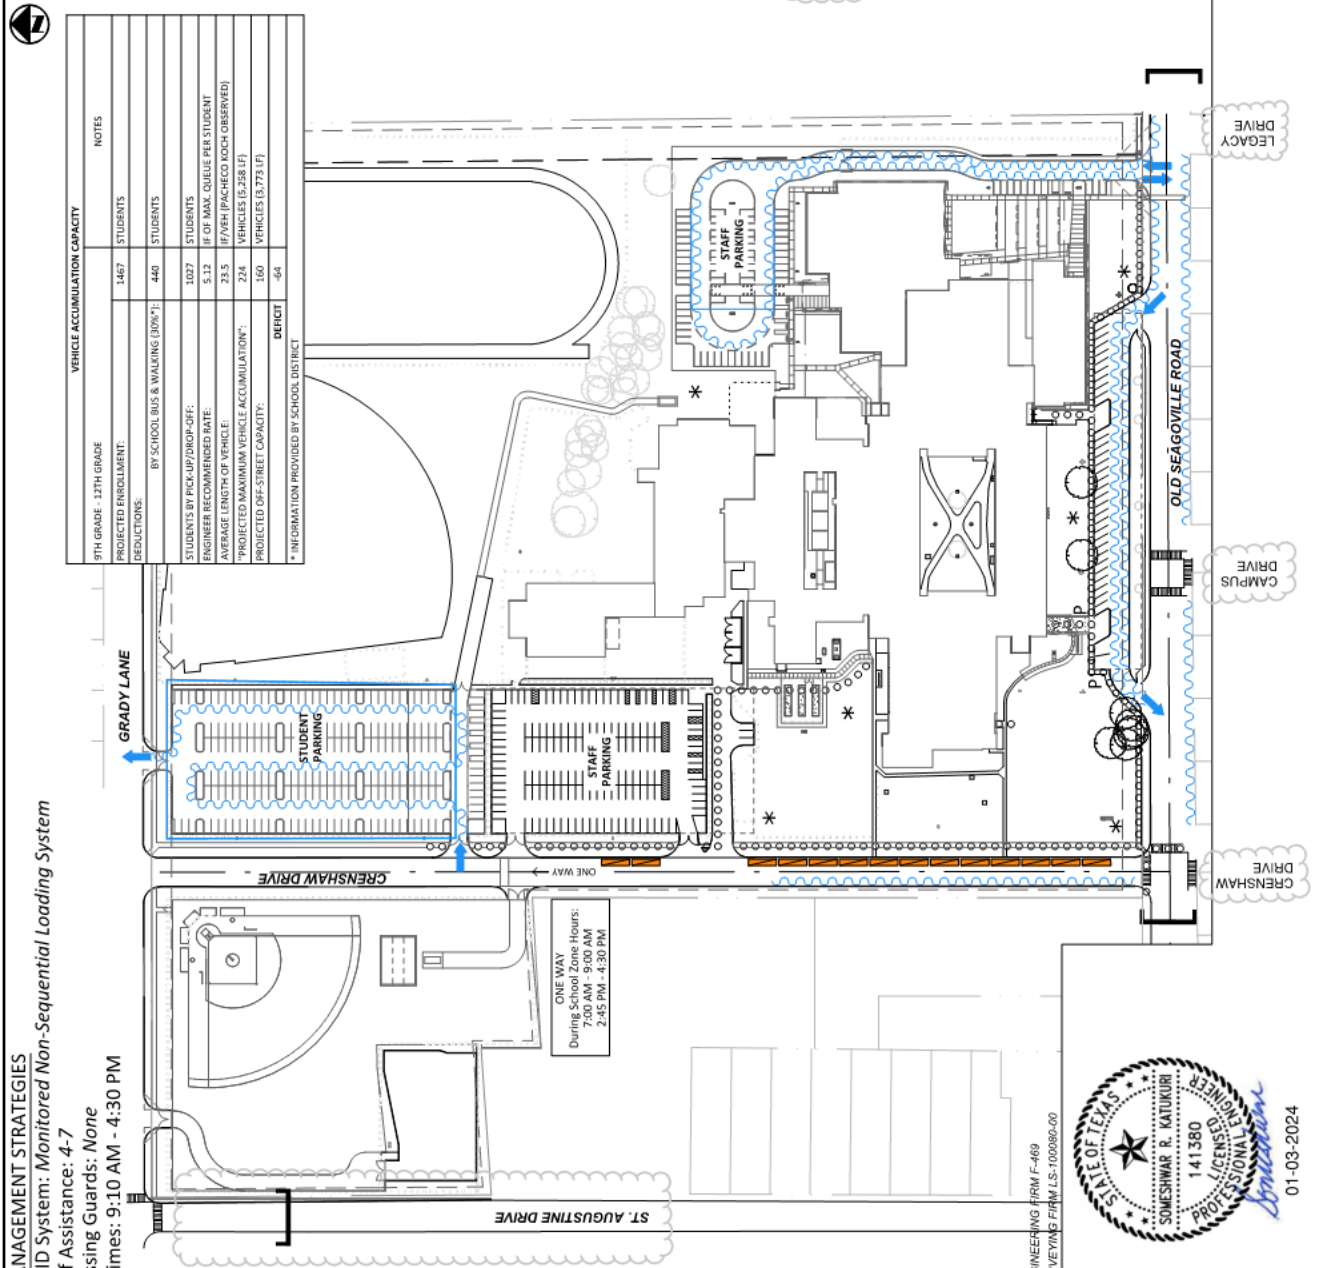 VEHICLE ACCUMULATION CAPACITY
9TH GRADE - 12TH GRADE NOTES
PROJECTED ENROLLMENT: 1467 STUDENTS
DEDUCTIONS:
BY SCHOOL BUS & WALKING (30%*): 440 STUDENTS
STUDENTS BY PICK-UP/DROP-OFF: 1027 STUDENTS
ENGINEER RECOMMENDED RATE: 5.12 lF OF MAX. QUEUE PER STUDENT
AVERAGE LENGTH OF VEHICLE: 23.5 lF/VEH (PACHECO KOCH OBSERVED)
"PROJECTED MAXIMUM VEHICLE ACCUMULATION": 224 VEHICLES (5,258 LF)
PROJECTED OFF-STREET CAPACITY: 160 VEHICLES (3,773 LF)
DEFICIT -64
* INFORMATION PROVIDED BY SCHOOL DISTRICT
NAGEMENT STRATEGIES
ID System: Monitored Non-Sequential Loading System
f Assistance: 4-7
ssing Guards: None
imes: 9:10 AM - 4:30 PM
GRADY LANE
STUDENT
PARKING
STAFF
PARKING
STAFF
PARKING
CRENSHAW DRIVE
ONE WAY
ONE WAY
During School Zone Hours:
7:00 AM - 9:00 AM
2:45 PM - 4:30 PM
ST. AUGUSTINE DRIVE
OLD SEAGOVILLE ROAD
LEGACY
DRIVE
CAMPUS
DRIVE
CRENSHAW
DRIVE
P
P
INEERING FIRM F-469
VEYING FIRM LS-100080-00
STATE OF TEXAS
SOMESHWAR R. KATUKURI
141380
LICENSED
PROFESSIONAL ENGINEER
01-03-2024